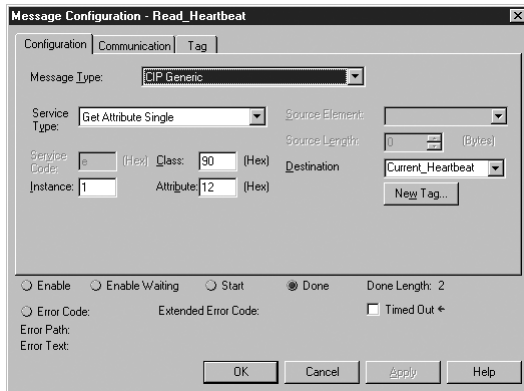 Message Configuration - Read_Heartbeat
Configuration Communication Tag
Message Type: CIP Generic
Service Type: Get Attribute Single Source Element:
Source Length: 0 (Bytes)
Service Code: e (Hex) Class: 90 (Hex) Destination Current_Heartbeat
Instance: 1 Attribute: 12 (Hex) New Tag...
Enable Enable Waiting Start Done Done Length: 2
Error Code: Extended Error Code: Timed Out ←
Error Path:
Error Text:
OK Cancel Apply Help